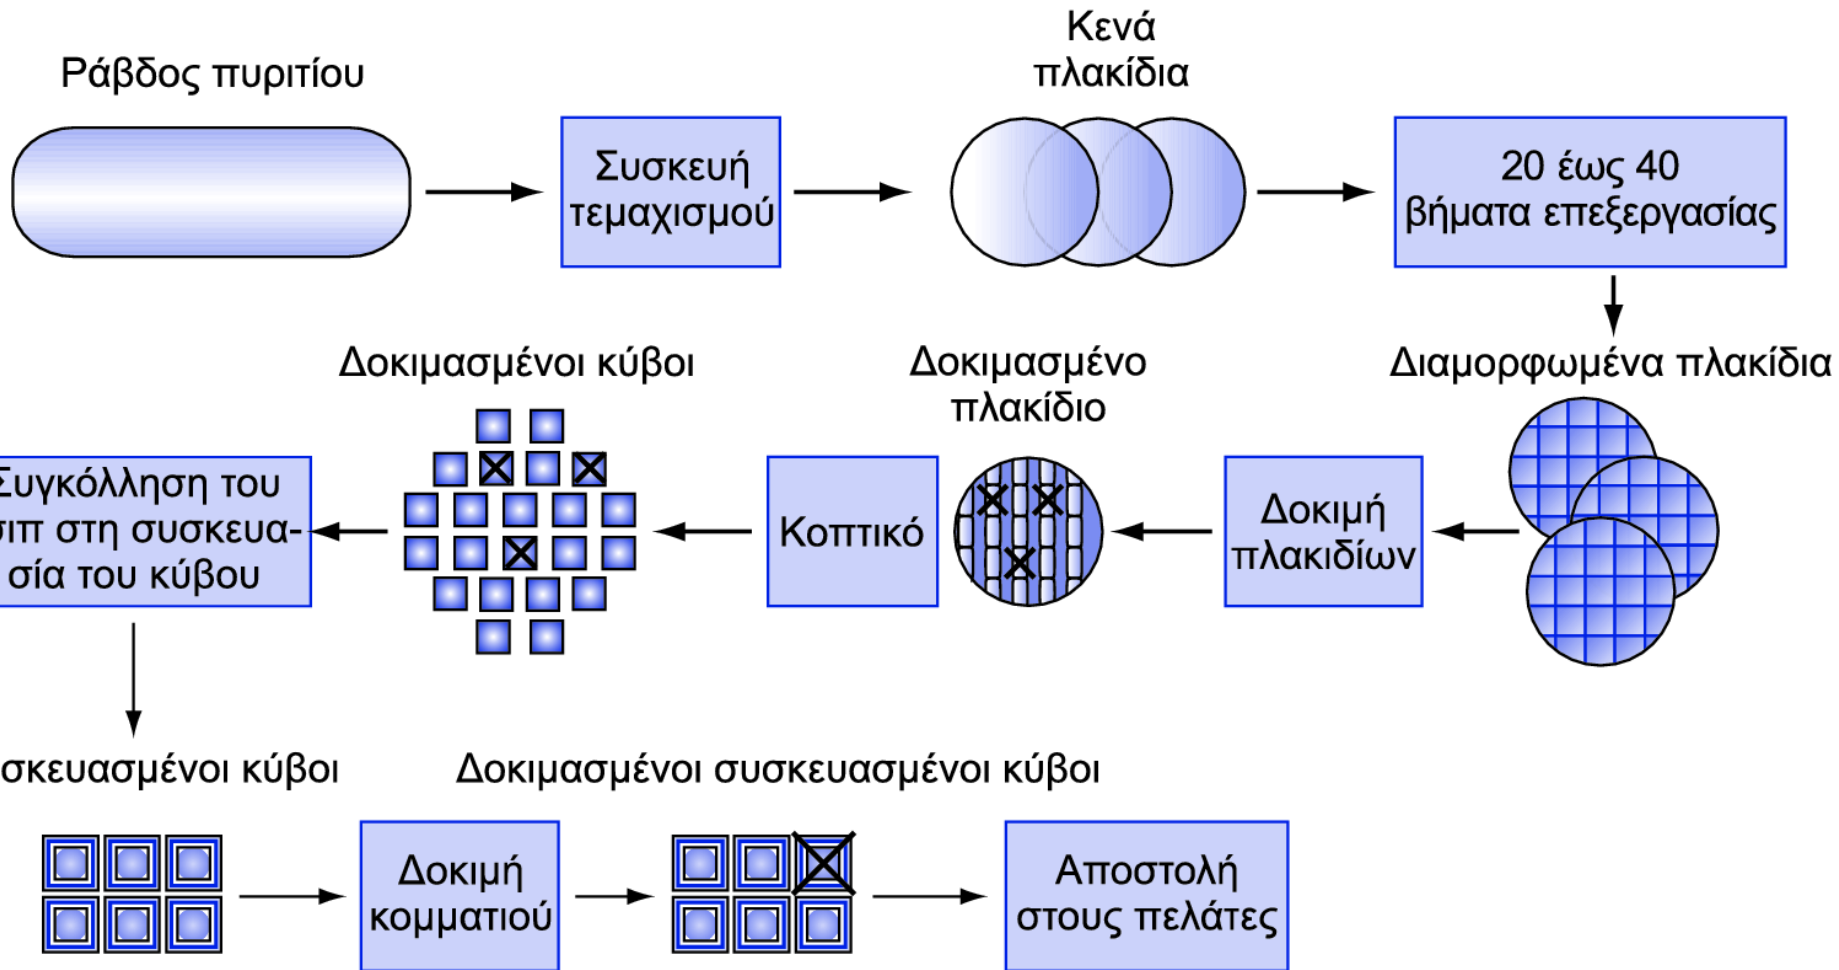 Ράβδος πυριτίου
Συσκευή
τεμαχισμού
Κενά
πλακίδια
20 έως 40
βήματα επεξεργασίας
Διαμορφωμένα πλακίδια
Δοκιμή
πλακιδίων
Δοκιμασμένο
πλακίδιο
Κοπτικό
Δοκιμασμένοι κύβοι
Συγκόλληση του
σιπ στη συσκευα-
σία του κύβου
σκευασμένοι κύβοι
Δοκιμή
κομματιού
Δοκιμασμένοι συσκευασμένοι κύβοι
Αποστολή
στους πελάτες